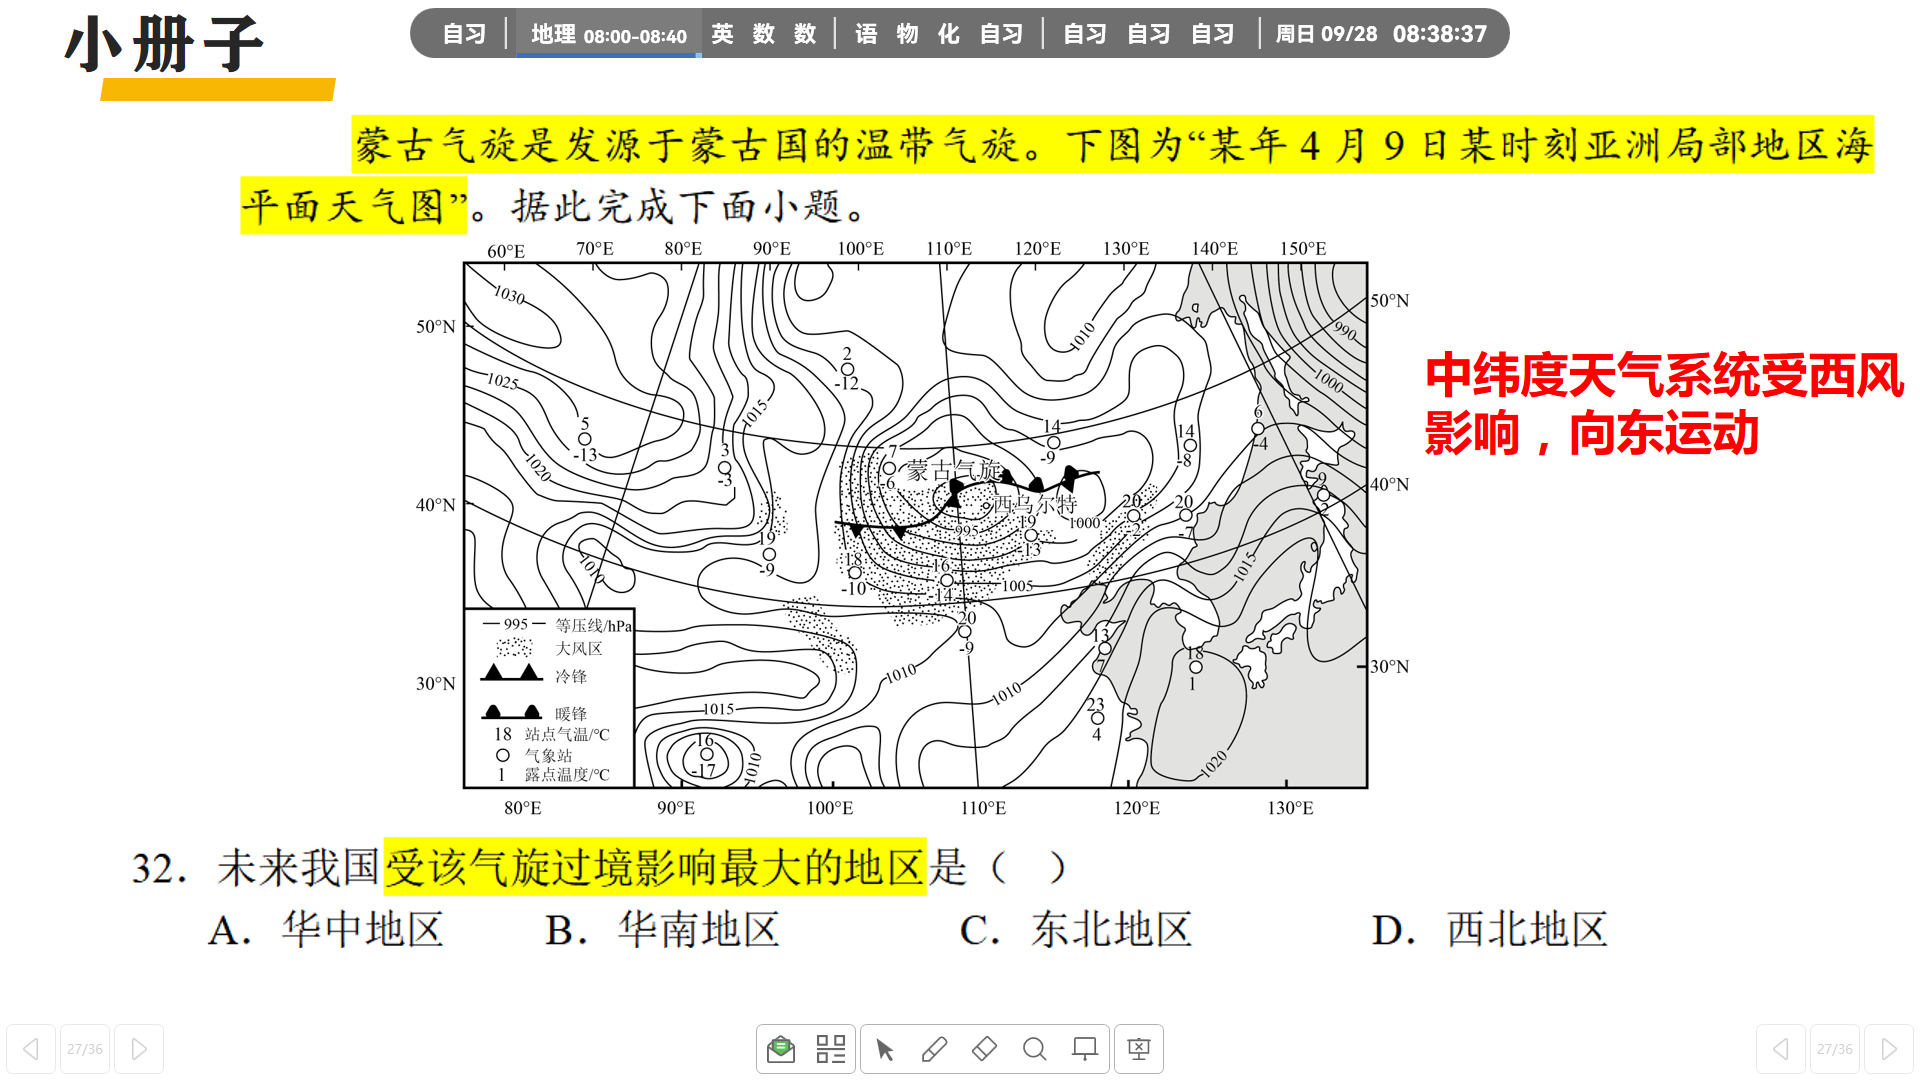 小册子
自习 | 地理 08:00-08:40 英 数 数 | 语 物 化 自习 | 自习 自习 自习 | 周日 09/28 08:38:37
蒙古气旋是发源于蒙古国的温带气旋。下图为“某年 4 月 9 日某时刻亚洲局部地区海
平面天气图”。据此完成下面小题。
60°E 70°E 80°E 90°E 100°E 110°E 120°E 130°E 140°E 150°E
1030
50°N
50°N
990
1010
2
-12
1025
1000
1015
5
-13
14
-9
14
-8
6
-4
3
-3
7
-6
蒙古气旋
1020
40°N
40°N
9
2
西乌尔特
995
1000
19
-13
20
-2
20
-7
19
-9
18
-10
16
-14
1005
1010
1015
20
-9
13
7
18
1
30°N
30°N
1010
1010
1015
23
4
16
-17
1010
1020
995 等压线/hPa
大风区
冷锋
暖锋
18 站点气温/℃
气象站
1 露点温度/℃
80°E 90°E 100°E 110°E 120°E 130°E
中纬度天气系统受西风
影响，向东运动
32. 未来我国受该气旋过境影响最大的地区是（ ）
A. 华中地区 B. 华南地区 C. 东北地区 D. 西北地区
27/36
27/36